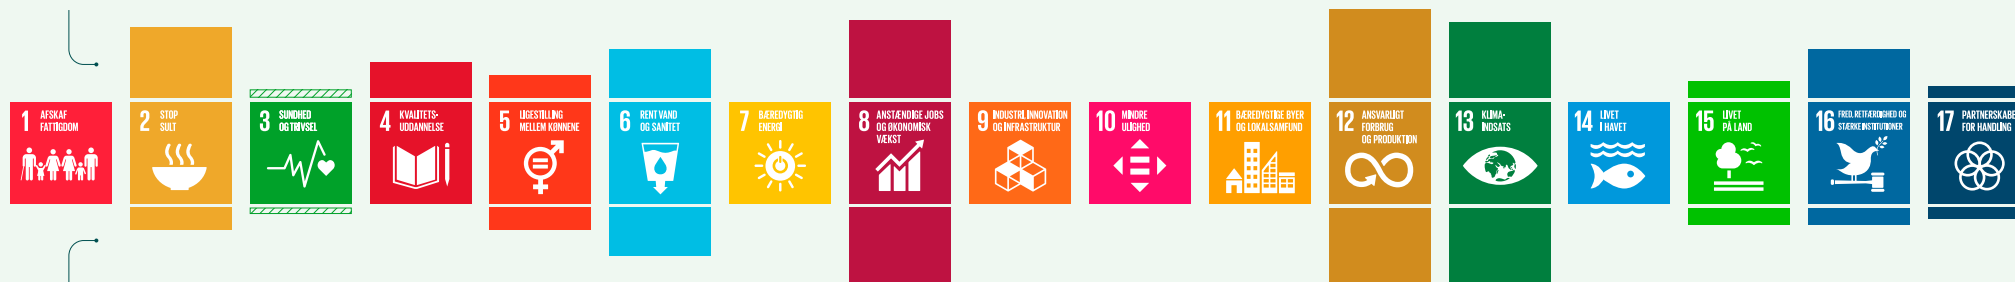 1 AFSKAF
FATTIGDOM
2 STOP
SULT
3 SUNDHED
OG TRIVSEL
4 KVALITETS-
UDDANNELSE
5 LIGESTILLING
MELLEM KØNNENE
6 RENT VAND
OG SANITET
7 BÆREDYGTIG
ENERGI
8 ANSTÆNDIGE JOBS
OG ØKONOMISK
VÆKST
9 INDUSTRI, INNOVATION
OG INFRASTRUKTUR
10 MINDRE
ULIGHED
11 BÆREDYGTIGE BYER
OG LOKALSAMFUND
12 ANSVARLIGT
FORBRUG
OG PRODUKTION
13 KLIMA-
INDSATS
14 LIVET
I HAVET
15 LIVET
PÅ LAND
16 FRED, RETFÆRDIGHED OG
STÆRKE INSTITUTIONER
17 PARTNERSKABE
FOR HANDLING